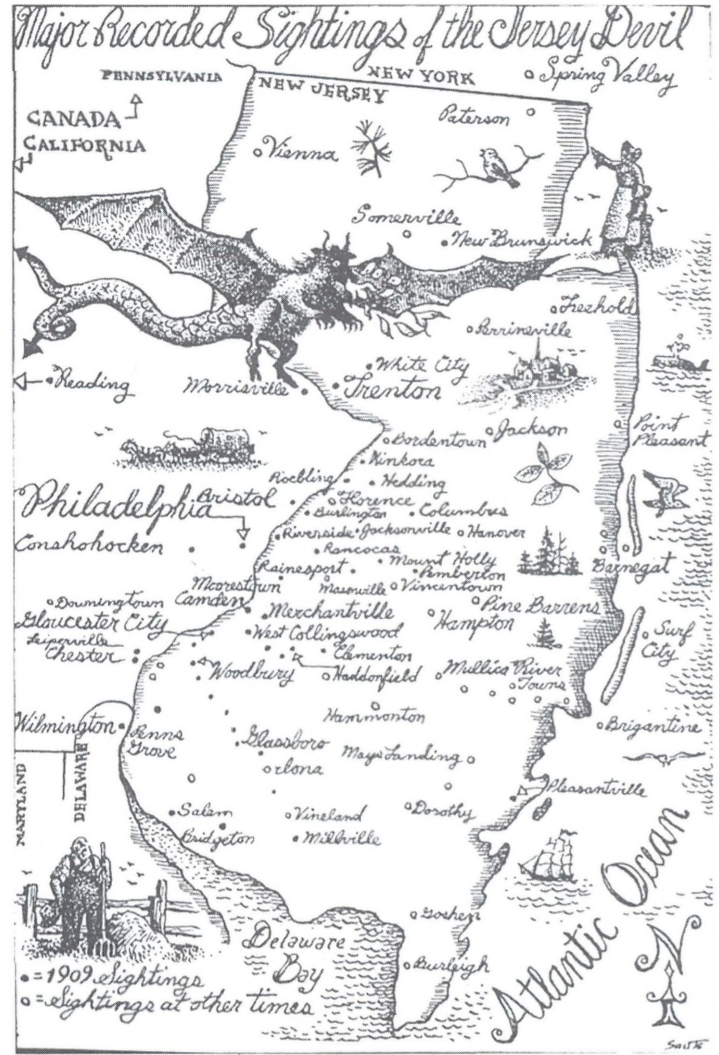 Major Recorded Sightings of the Jersey Devil
PENNSYLVANIA
NEW YORK
Spring Valley
NEW JERSEY
CANADA
CALIFORNIA
Paterson
Vienna
Somerville
New Brunswick
Freehold
Perrinsville
White City
Reading
Morrisville
Trenton
Point
Pleasant
Bordentown
Jackson
Kinkora
Roebling
Hedding
Philadelphia
Bristol
Florence
Burlington
Columbus
Riverside
Jacksonville
Hanover
Conshohocken
Rancocas
Mount Holly
Barnegat
Rainesport
Pemberton
Moorestown
Masonville
Vincentown
Downingtown
Camden
Pine Barrens
Gloucester City
Merchantville
Hampton
Leiperville
West Collingswood
Surf
City
Chester
Clementon
Woodbury
Haddonfield
Mullica River
Towns
Hammonton
Wilmington
Penns
Grove
Brigantine
Glassboro
Mays Landing
Iona
MARYLAND
DELAWARE
Pleasantville
Salem
Vineland
Dorothy
Bridgeton
Millville
Atlantic Ocean
Goshen
Delaware
Bay
Burleigh
N
• = 1909 Sightings
o = Sightings at other times